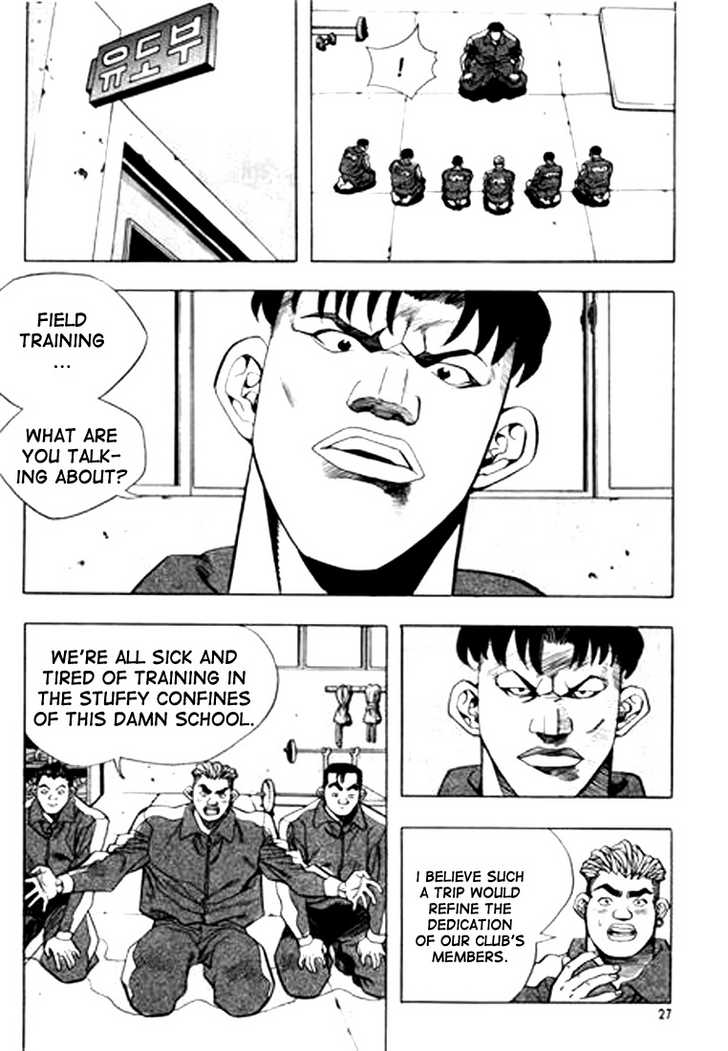 유도부
!
FIELD
TRAINING
...
WHAT ARE
YOU TALK-
ING ABOUT?
WE'RE ALL SICK AND
TIRED OF TRAINING IN
THE STUFFY CONFINES
OF THIS DAMN SCHOOL.
I BELIEVE SUCH
A TRIP WOULD
REFINE THE
DEDICATION
OF OUR CLUB'S
MEMBERS.
27